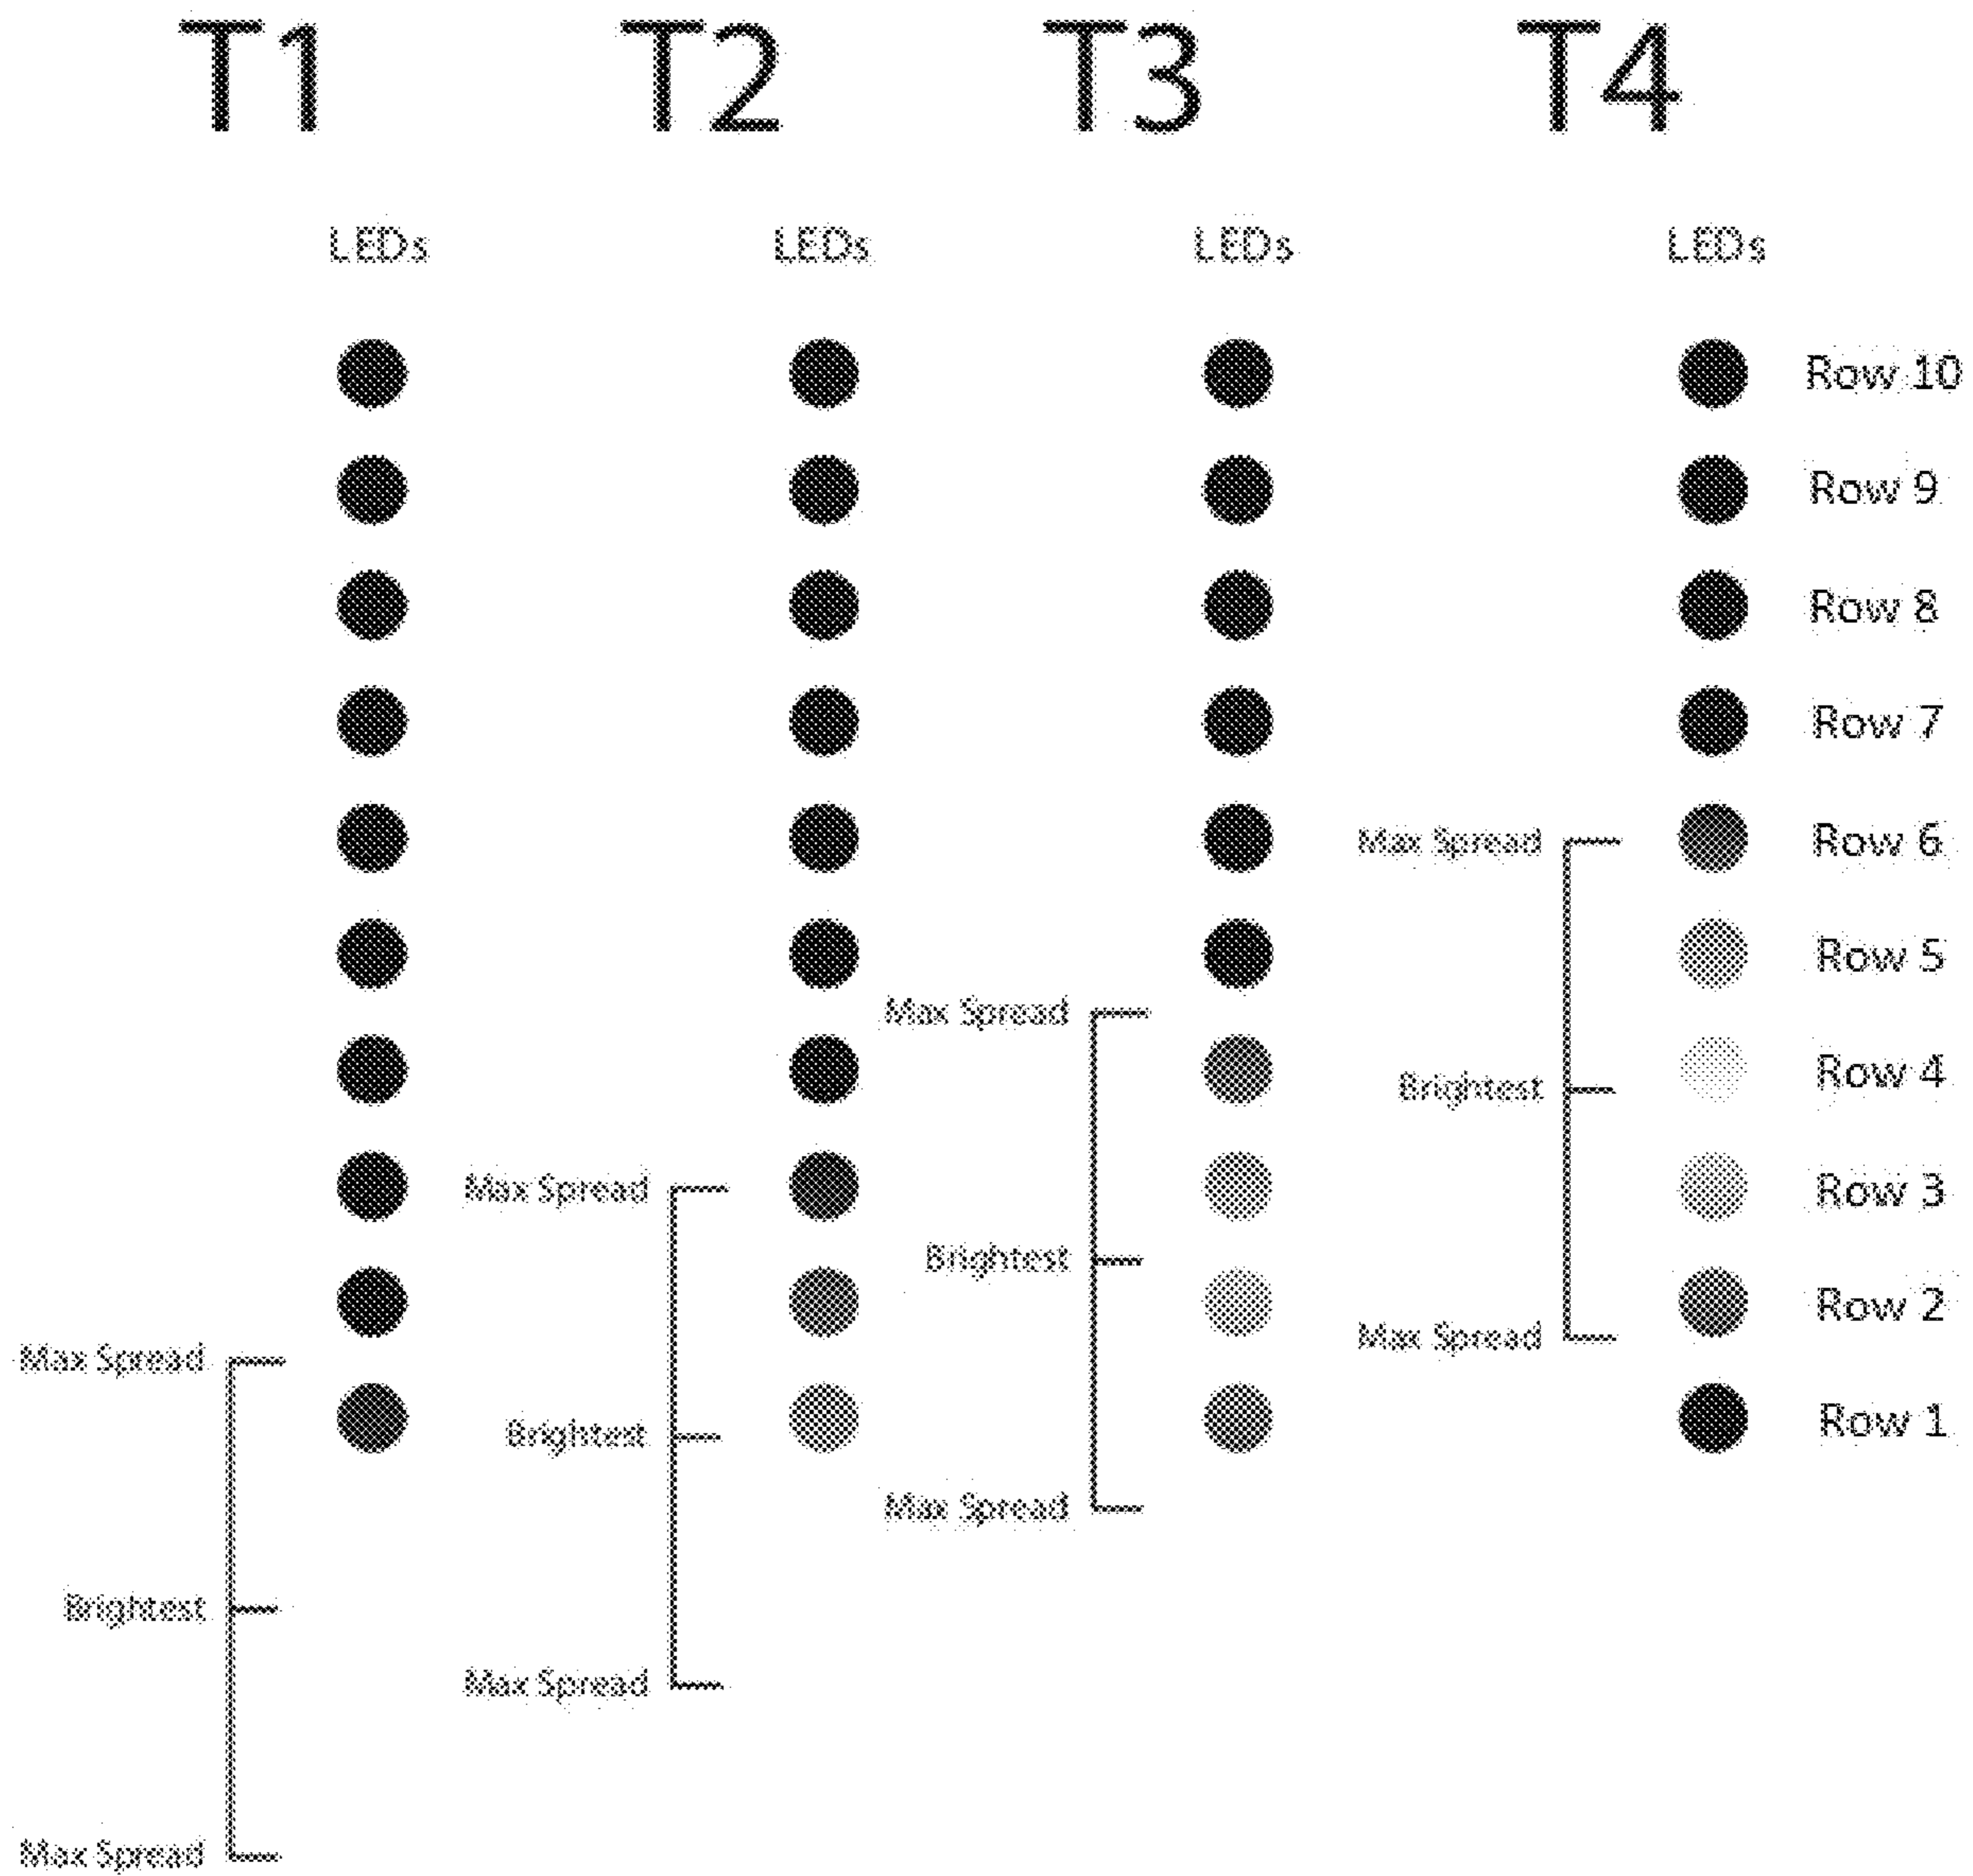 T1 T2 T3 T4
LEDs LEDs LEDs LEDs
Row 10
Row 9
Row 8
Row 7
Max Spread Row 6
Row 5
Max Spread
Brightest Row 4
Max Spread Row 3
Brightest
Max Spread Row 2
Max Spread
Brightest Row 1
Max Spread
Brightest
Max Spread
Max Spread